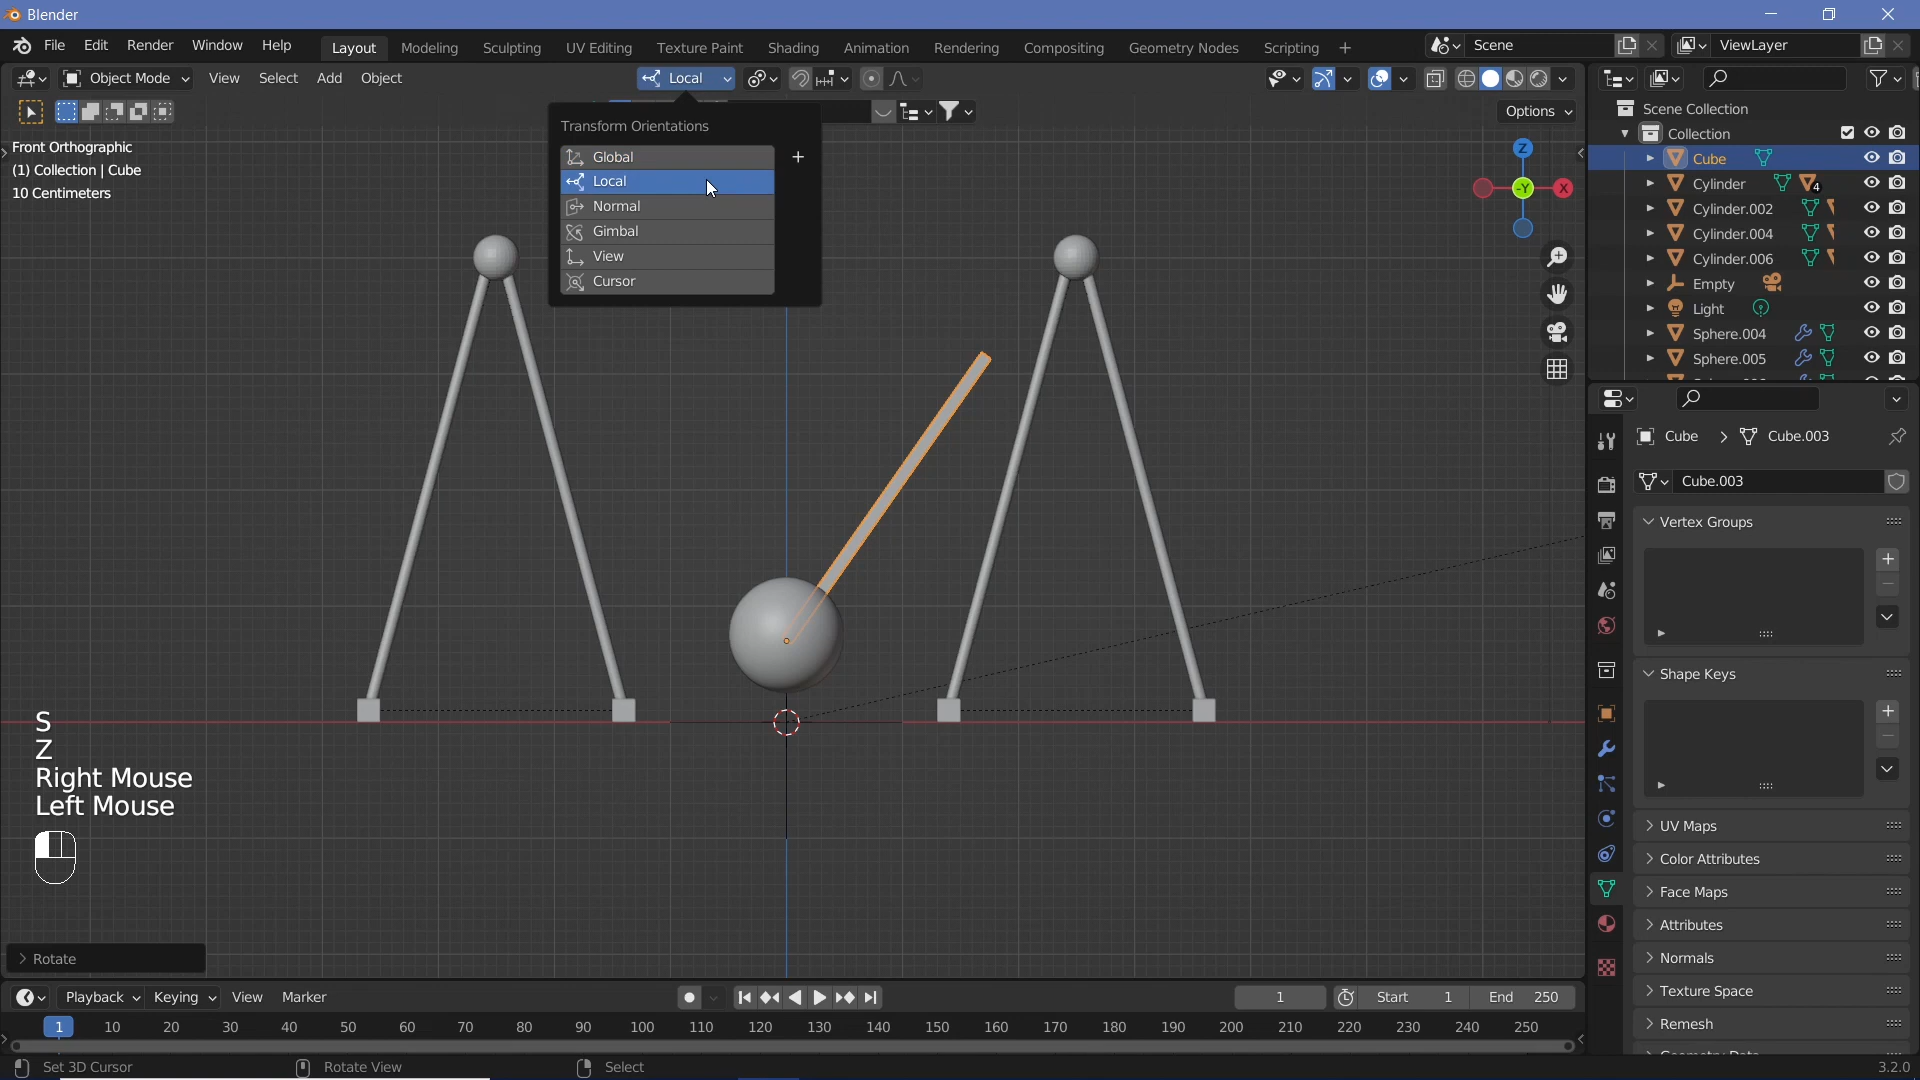 Blender
File Edit Render Window Help Layout Modeling Sculpting UV Editing Texture Paint Shading Animation Rendering Compositing Geometry Nodes Scripting + Scene ViewLayer
Object Mode View Select Add Object Local
Options
Front Orthographic
(1) Collection | Cube
10 Centimeters
Transform Orientations
Global
Local
Normal
Gimbal
View
Cursor
Z
-Y
X
Scene Collection
Collection
Cube
Cylinder 4
Cylinder.002
Cylinder.004
Cylinder.006
Empty
Light
Sphere.004
Sphere.005
Cube > Cube.003
Cube.003
Vertex Groups
Shape Keys
UV Maps
Color Attributes
Face Maps
Attributes
Normals
Texture Space
Remesh
Geometry Data
S
Z
Right Mouse
Left Mouse
> Rotate
Playback Keying View Marker 1 Start 1 End 250
1 10 20 30 40 50 60 70 80 90 100 110 120 130 140 150 160 170 180 190 200 210 220 230 240 250
Set 3D Cursor Rotate View Select 3.2.0